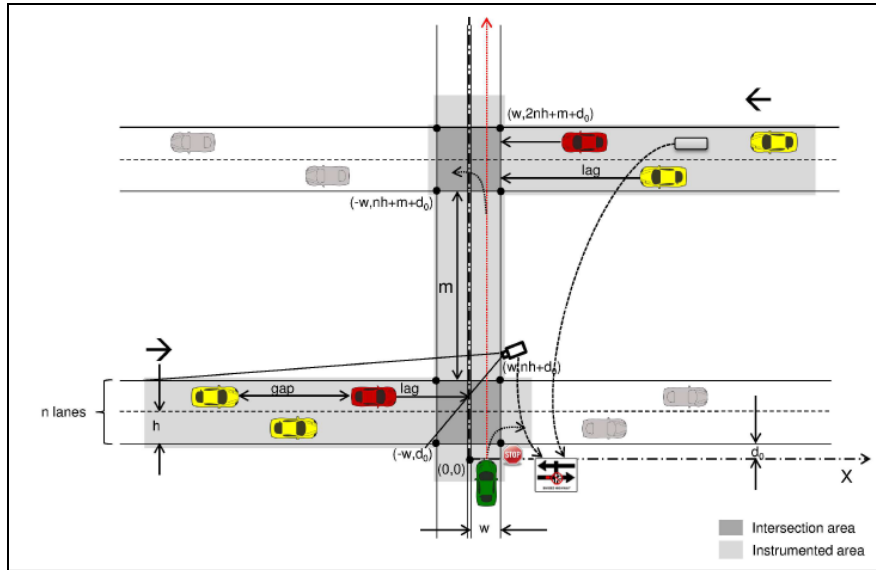 (w,2nh+m+d₀)
lag
(-w,nh+m+d₀)
m
(w,nh+d₀)
gap
lag
n lanes
h
(-w,d₀)
d₀
(0,0)
STOP
X
w
Intersection area
Instrumented area